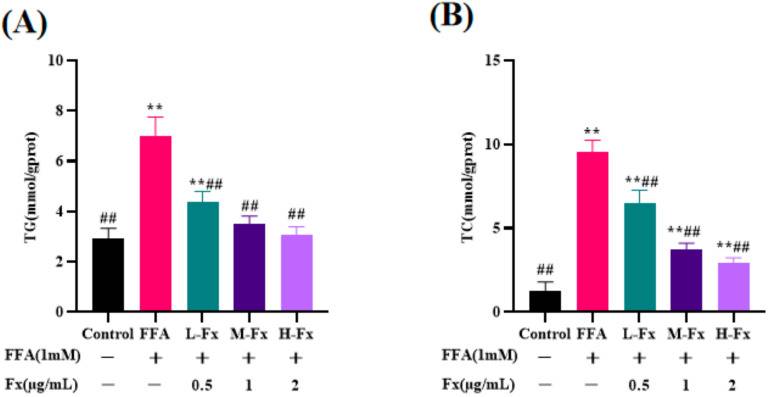 (A)
TG(mmol/gprot)
10
8
6
4
2
0
##
**
**##
##
##
Control FFA L-Fx M-Fx H-Fx
FFA(1mM) − + + + +
Fx(μg/mL) − − 0.5 1 2
(B)
TC(mmol/gprot)
15
10
5
0
##
**
**##
**##
**##
Control FFA L-Fx M-Fx H-Fx
FFA(1mM) − + + + +
Fx(μg/mL) − − 0.5 1 2